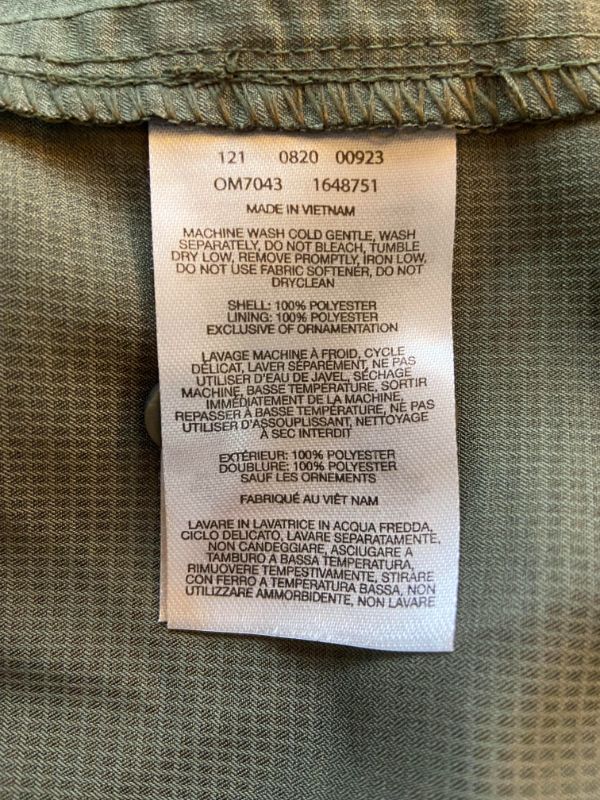 121 0820 00923
OM7043 1648751
MADE IN VIETNAM
MACHINE WASH COLD GENTLE, WASH
SEPARATELY, DO NOT BLEACH, TUMBLE
DRY LOW, REMOVE PROMPTLY, IRON LOW,
DO NOT USE FABRIC SOFTENER, DO NOT
DRYCLEAN
SHELL: 100% POLYESTER
LINING: 100% POLYESTER
EXCLUSIVE OF ORNAMENTATION
LAVAGE MACHINE À FROID, CYCLE
DÉLICAT, LAVER SÉPARÉMENT, NE PAS
UTILISER D'EAU DE JAVEL, SÉCHAGE
MACHINE, BASSE TEMPÉRATURE, SORTIR
IMMÉDIATEMENT DE LA MACHINE,
REPASSER À BASSE TEMPÉRATURE, NE PAS
UTILISER D'ASSOUPLISSANT, NETTOYAGE
À SEC INTERDIT
EXTÉRIEUR: 100% POLYESTER
DOUBLURE: 100% POLYESTER
SAUF LES ORNEMENTS
FABRIQUÉ AU VIÊT NAM
LAVARE IN LAVATRICE IN ACQUA FREDDA,
CICLO DELICATO, LAVARE SEPARATAMENTE,
NON CANDEGGIARE, ASCIUGARE A
TAMBURO A BASSA TEMPERATURA,
RIMUOVERE TEMPESTIVAMENTE, STIRARE
CON FERRO A TEMPERATURA BASSA, NON
UTILIZZARE AMMORBIDENTE, NON LAVARE